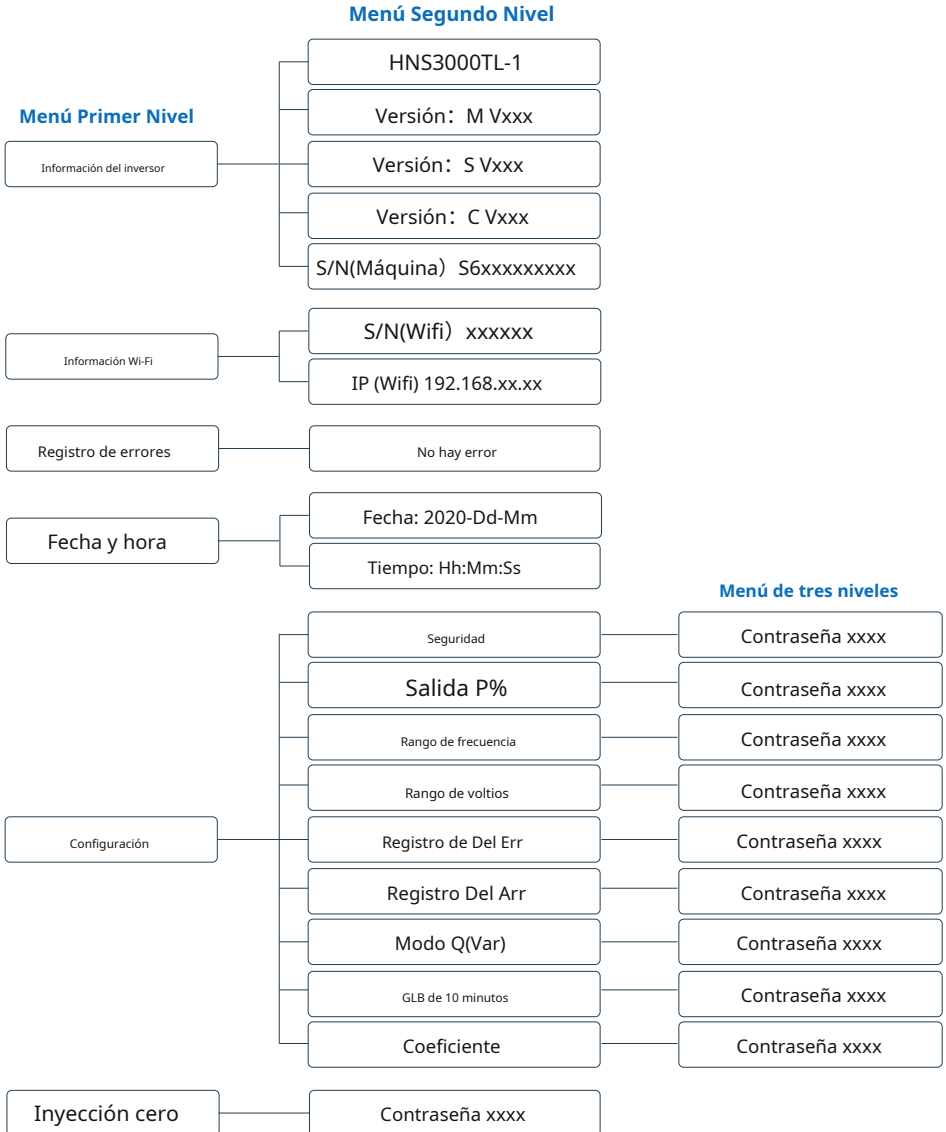 Menú Segundo Nivel
HNS3000TL-1
Menú Primer Nivel
Versión：M Vxxx
Información del inversor
Versión：S Vxxx
Versión：C Vxxx
S/N(Máquina）S6xxxxxxxxx
S/N(Wifi）xxxxxx
Información Wi-Fi
IP (Wifi) 192.168.xx.xx
Registro de errores
No hay error
Fecha y hora
Fecha: 2020-Dd-Mm
Tiempo: Hh:Mm:Ss
Menú de tres niveles
Seguridad
Contraseña xxxx
Salida P%
Contraseña xxxx
Rango de frecuencia
Contraseña xxxx
Rango de voltios
Contraseña xxxx
Configuración
Registro de Del Err
Contraseña xxxx
Registro Del Arr
Contraseña xxxx
Modo Q(Var)
Contraseña xxxx
GLB de 10 minutos
Contraseña xxxx
Coeficiente
Contraseña xxxx
Inyección cero
Contraseña xxxx